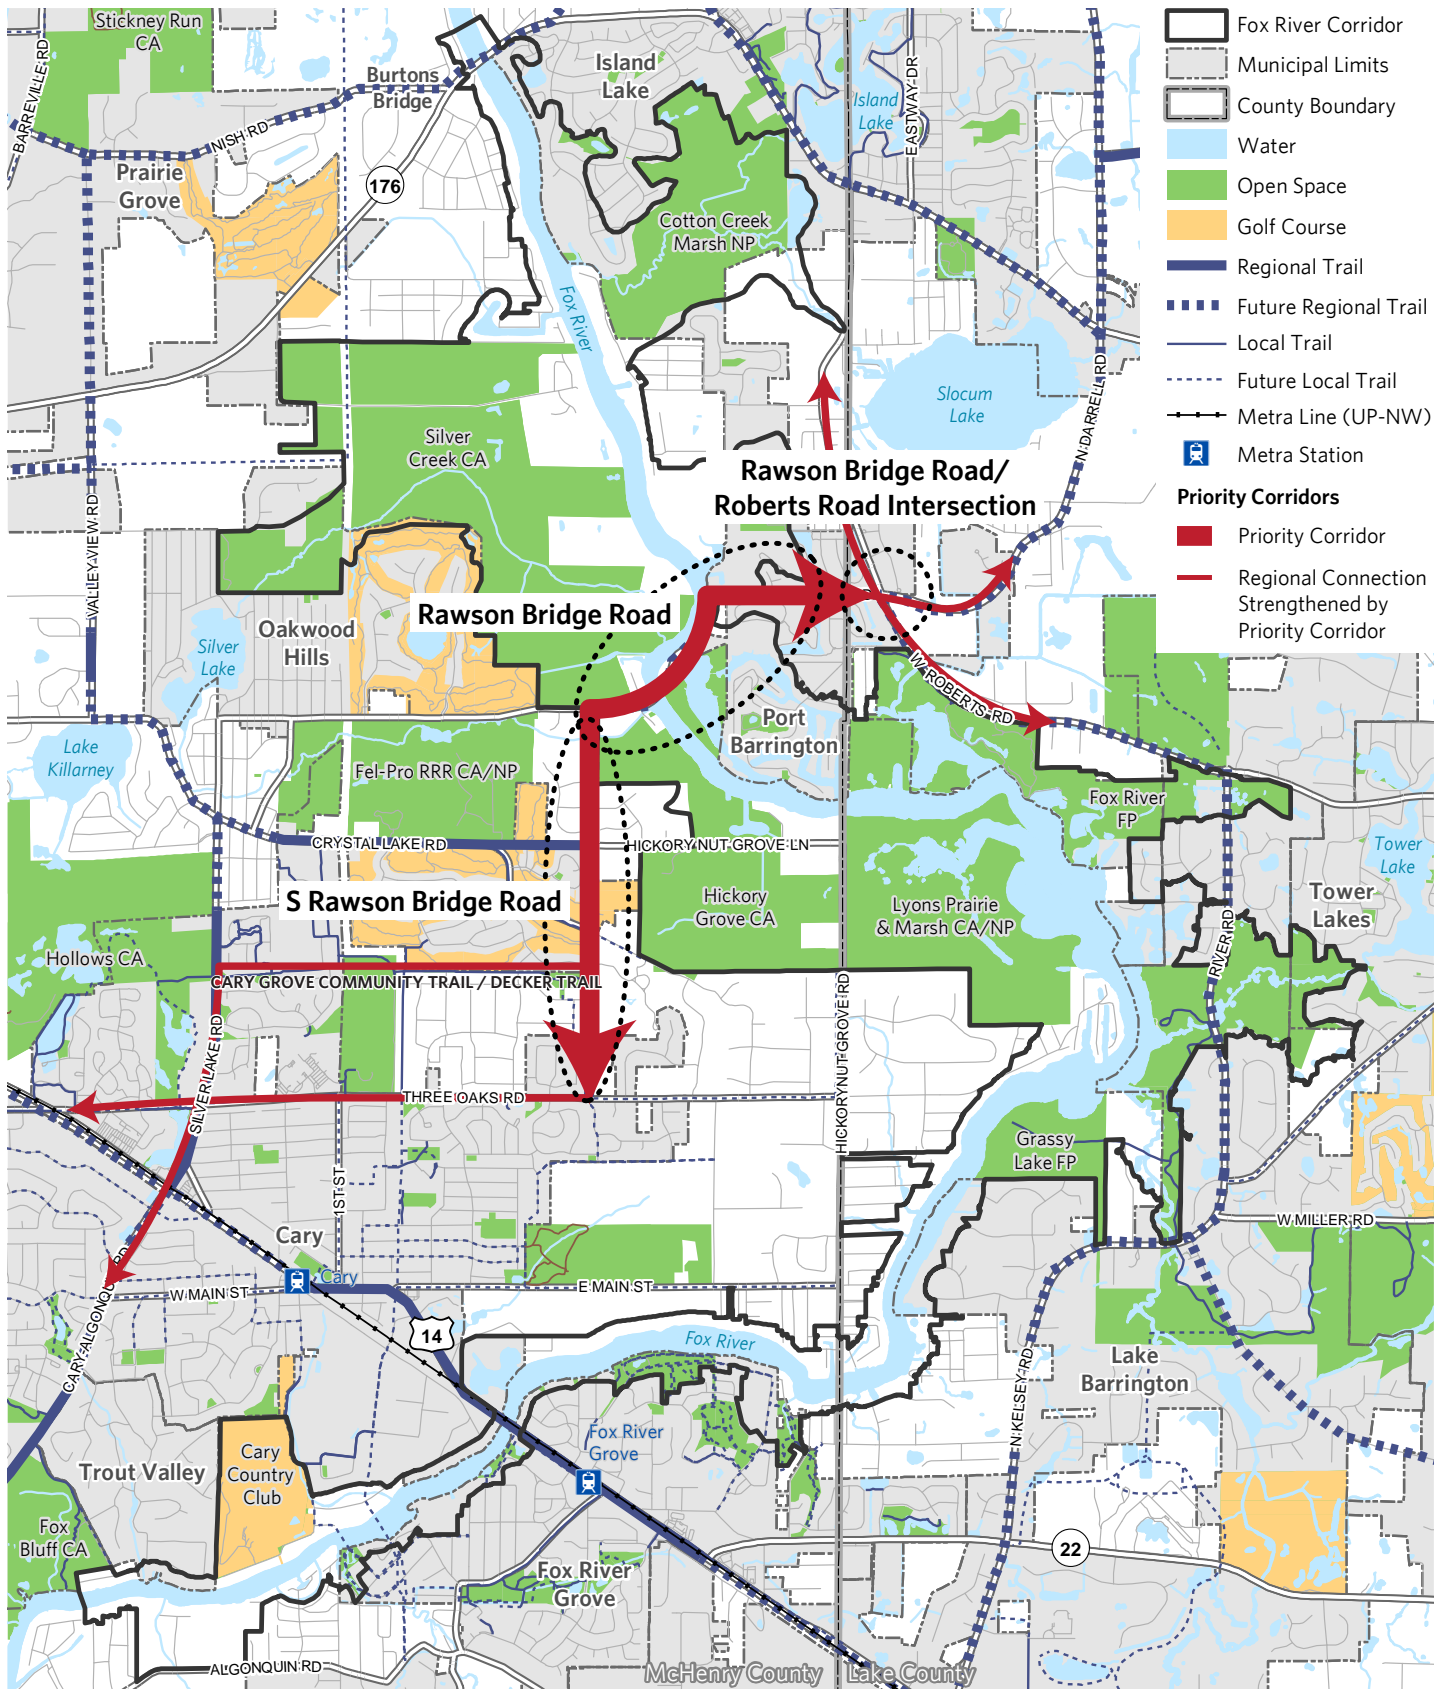 Stickney Run
CA
BARREVILLE RD
Burtons
Bridge
NISH RD
Prairie
Grove
176
Island
Lake
Island
Lake
EASTWAY DR
Cotton Creek
Marsh NP
Fox River
Slocum
Lake
N DARRELL RD
Silver
Creek CA
VALLEY VIEW RD
Rawson Bridge Road/
Roberts Road Intersection
Rawson Bridge Road
Oakwood
Hills
Silver
Lake
W ROBERTS RD
Port
Barrington
Lake
Killarney
Fel-Pro RRR CA/NP
Fox River
FP
CRYSTAL LAKE RD
HICKORY NUT GROVE LN
Tower
Lake
S Rawson Bridge Road
Hickory
Grove CA
Lyons Prairie
& Marsh CA/NP
Tower
Lakes
RIVER RD
Hollows CA
CARY GROVE COMMUNITY TRAIL / DECKER TRAIL
SILVER LAKE RD
HICKORY NUT GROVE RD
THREE OAKS RD
Grassy
Lake FP
1ST ST
W MILLER RD
Cary
Cary
W MAIN ST
E MAIN ST
CARY-ALGONQUIN RD
14
Fox River
N KELSEY RD
Lake
Barrington
Fox River
Grove
Trout Valley
Cary
Country
Club
Fox
Bluff CA
22
Fox River
Grove
ALGONQUIN RD
McHenry County
Lake County
Fox River Corridor
Municipal Limits
County Boundary
Water
Open Space
Golf Course
Regional Trail
Future Regional Trail
Local Trail
Future Local Trail
Metra Line (UP-NW)
Metra Station
Priority Corridors
Priority Corridor
Regional Connection
Strengthened by
Priority Corridor